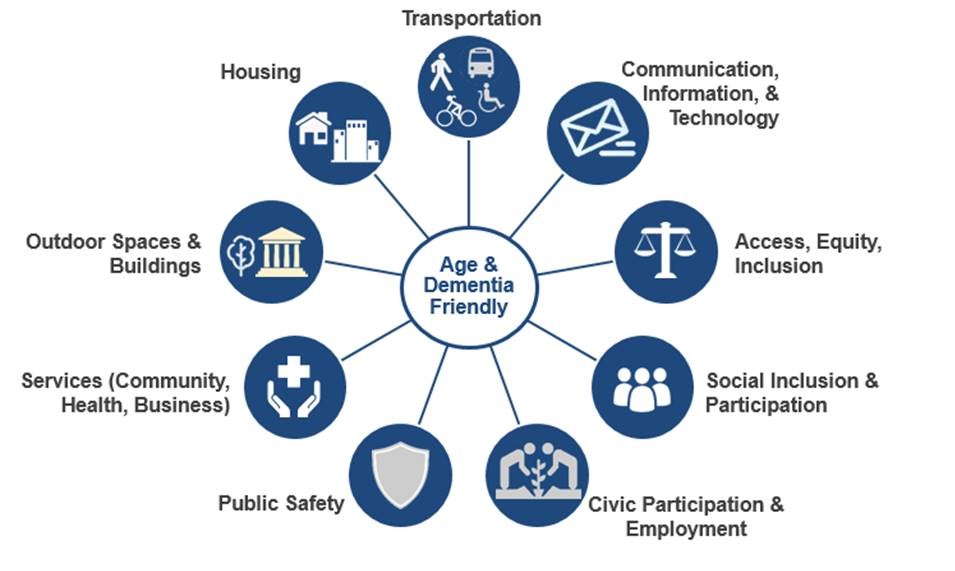 Transportation
Housing
Communication,
Information, &
Technology
Outdoor Spaces &
Buildings
Age &
Dementia
Friendly
Access, Equity,
Inclusion
Services (Community,
Health, Business)
Social Inclusion &
Participation
Public Safety
Civic Participation &
Employment